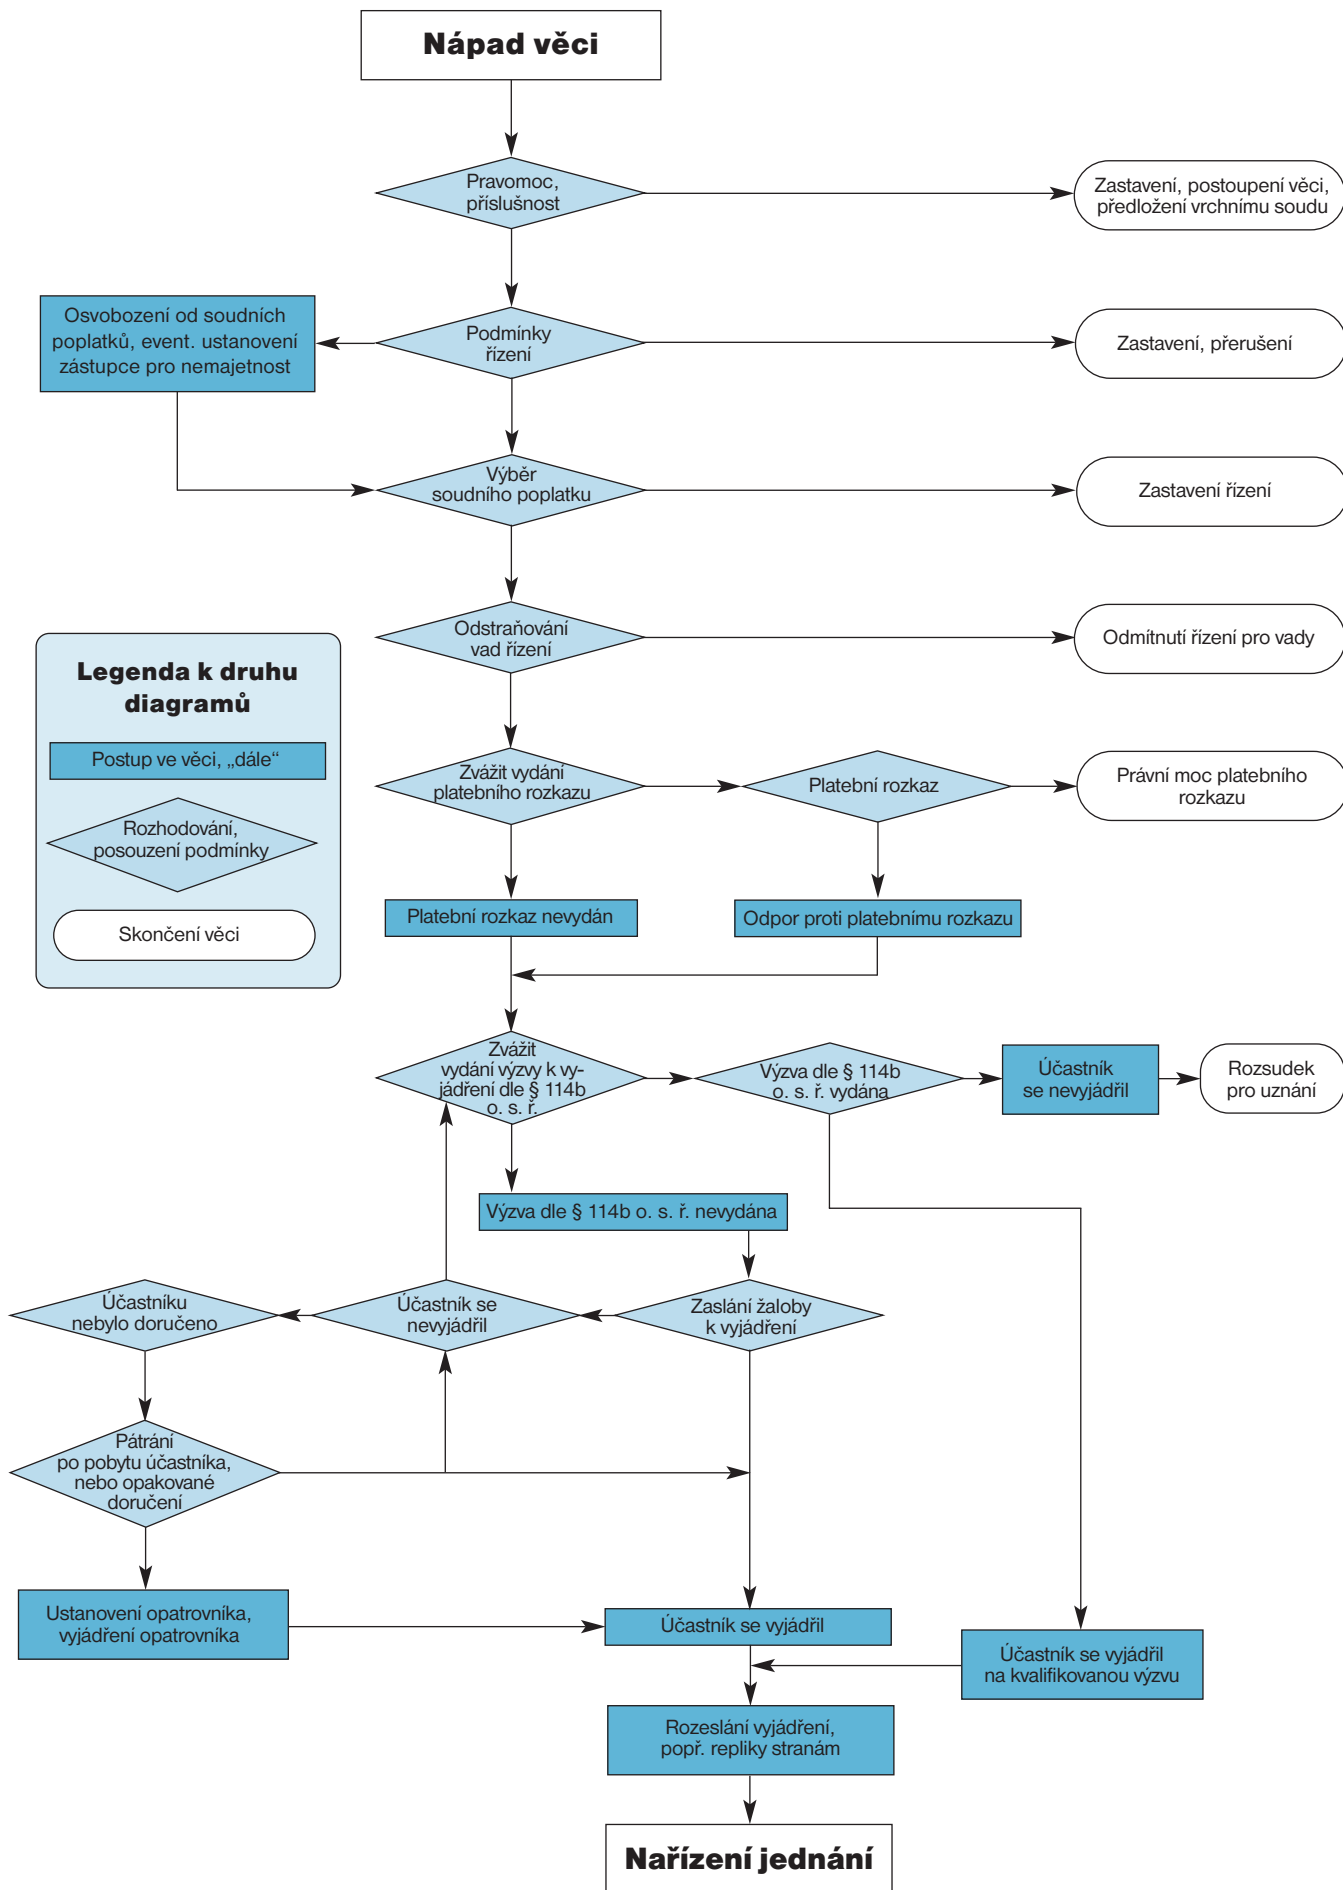 Nápad věci
Pravomoc,
příslušnost
Zastavení, postoupení věci,
předložení vrchnímu soudu
Osvobození od soudních
poplatků, event. ustanovení
zástupce pro nemajetnost
Podmínky
řízení
Zastavení, přerušení
Výběr
soudního poplatku
Zastavení řízení
Odstraňování
vad řízení
Odmítnutí řízení pro vady
Legenda k druhu
diagramů
Postup ve věci, „dále“
Rozhodování,
posouzení podmínky
Skončení věci
Zvážit vydání
platebního rozkazu
Platební rozkaz
Právní moc platebního
rozkazu
Platební rozkaz nevydán
Odpor proti platebnímu rozkazu
Zvážit
vydání výzvy k vy-
jádření dle § 114b
o. s. ř.
Výzva dle § 114b
o. s. ř. vydána
Účastník
se nevyjádřil
Rozsudek
pro uznání
Výzva dle § 114b o. s. ř. nevydána
Účastníku
nebylo doručeno
Účastník se
nevyjádřil
Zaslání žaloby
k vyjádření
Pátrání
po pobytu účastníka,
nebo opakované
doručení
Ustanovení opatrovníka,
vyjádření opatrovníka
Účastník se vyjádřil
Účastník se vyjádřil
na kvalifikovanou výzvu
Rozeslání vyjádření,
popř. repliky stranám
Nařízení jednání